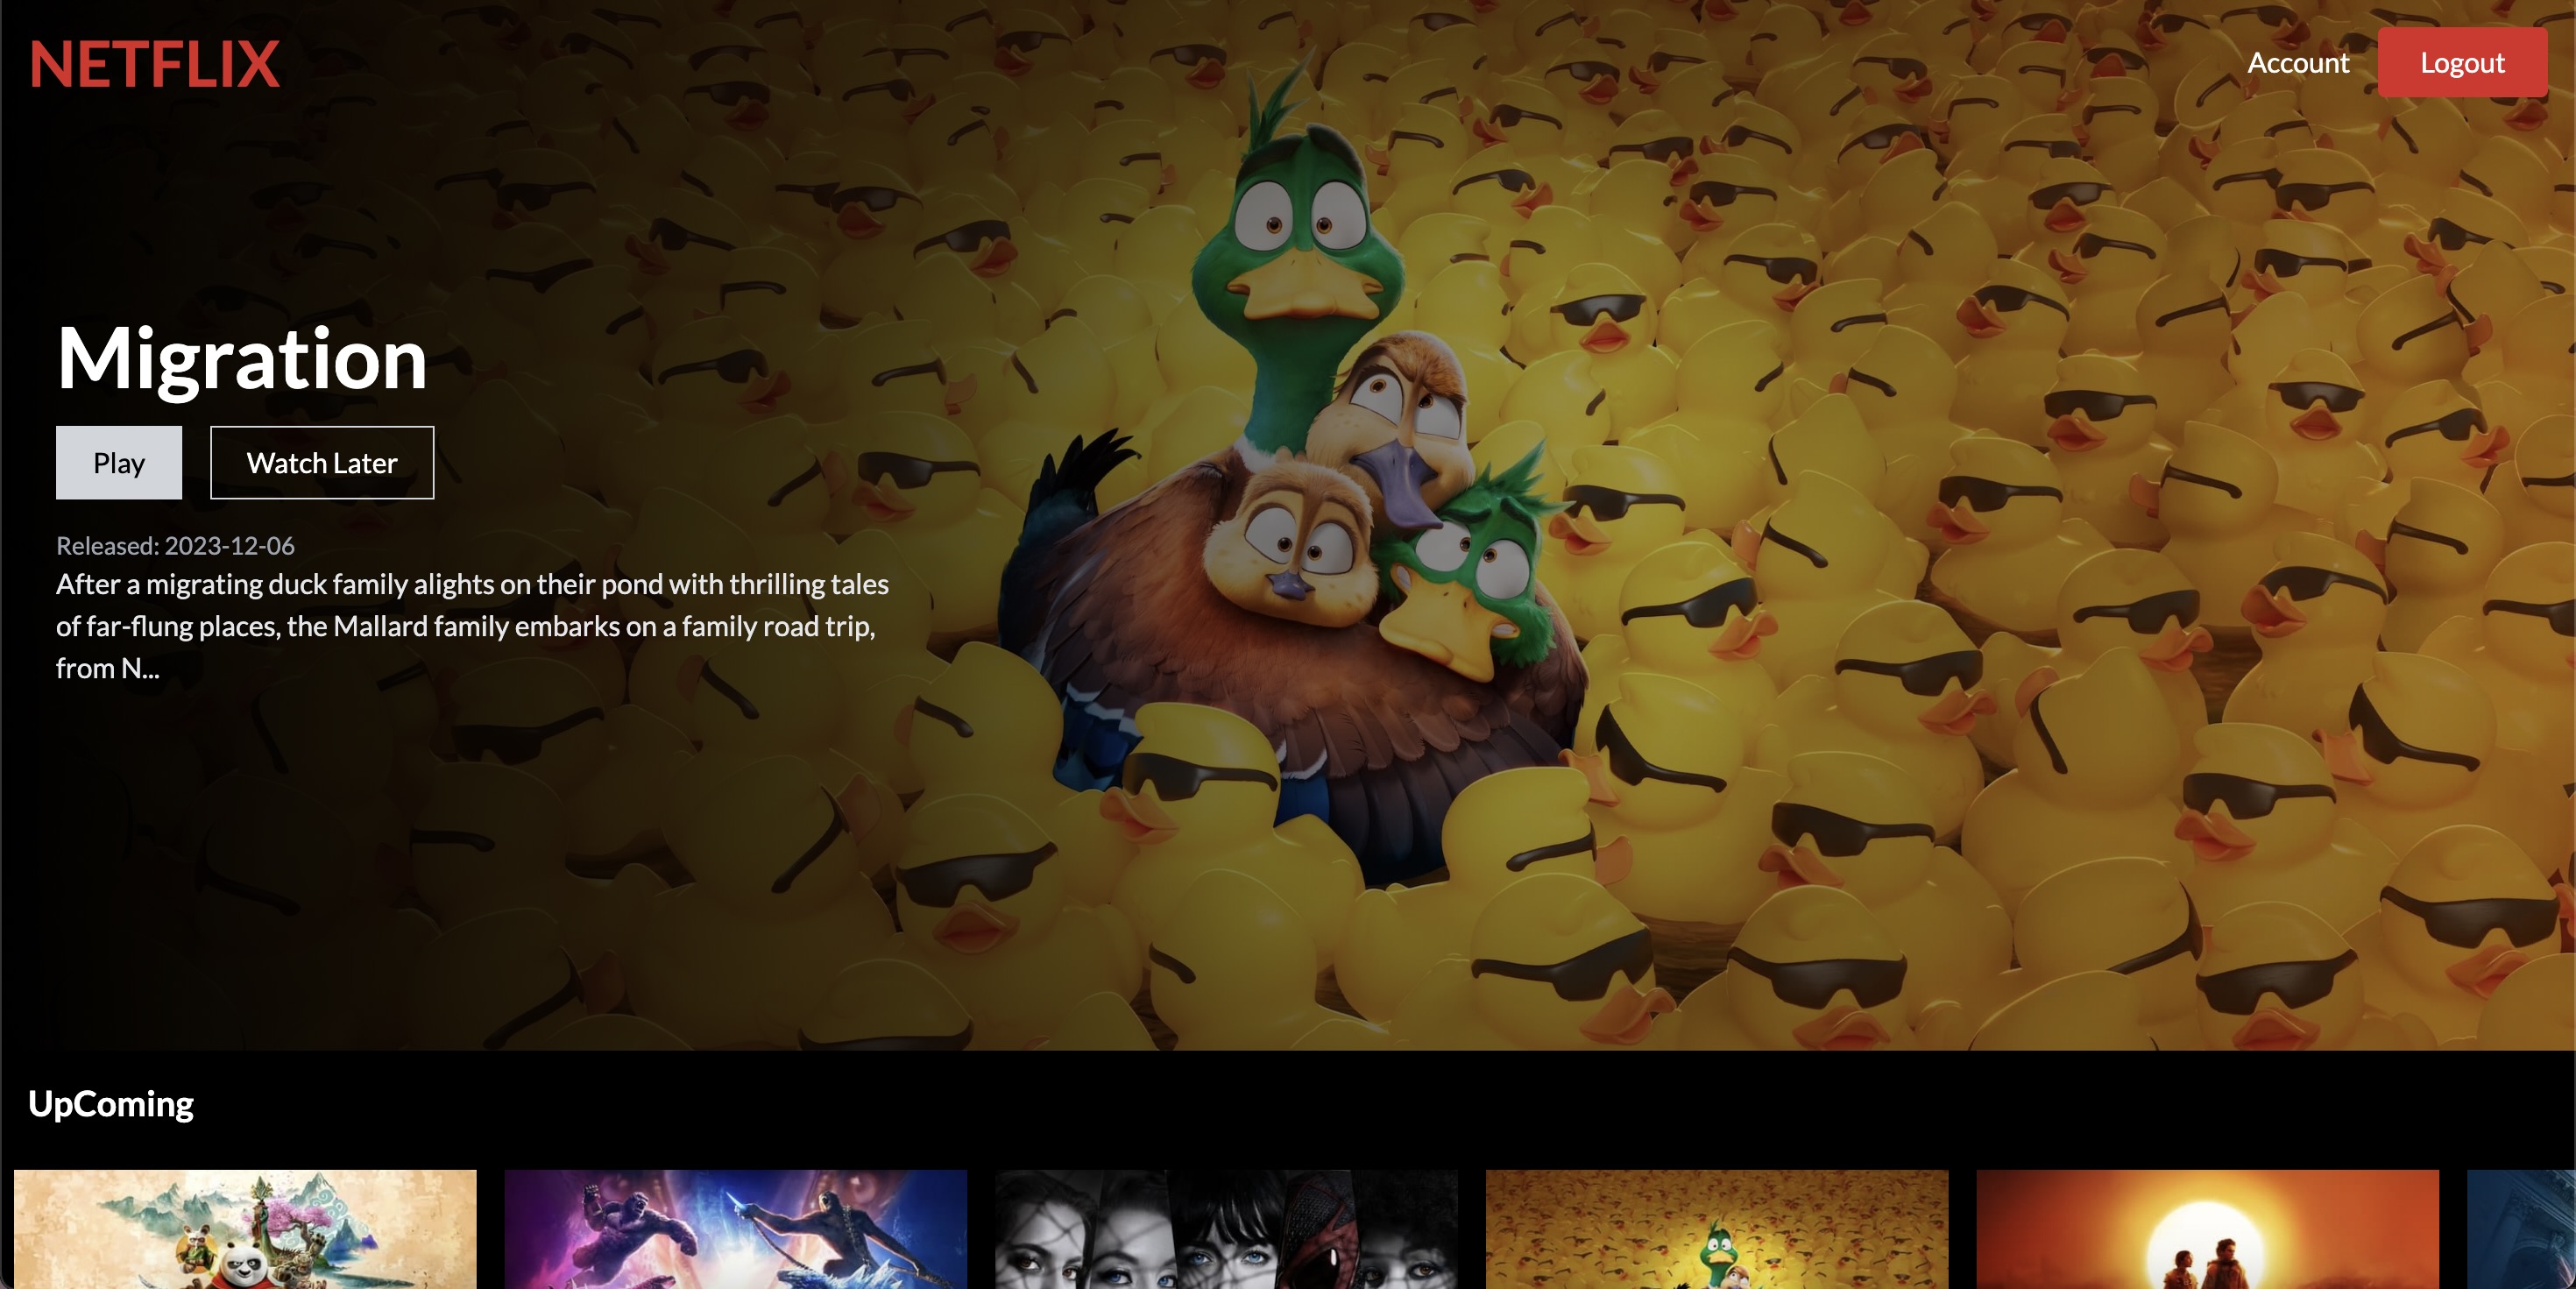 NETFLIX
Account
Logout
Migration
Play
Watch Later
Released: 2023-12-06
After a migrating duck family alights on their pond with thrilling tales
of far-flung places, the Mallard family embarks on a family road trip,
from N...
UpComing